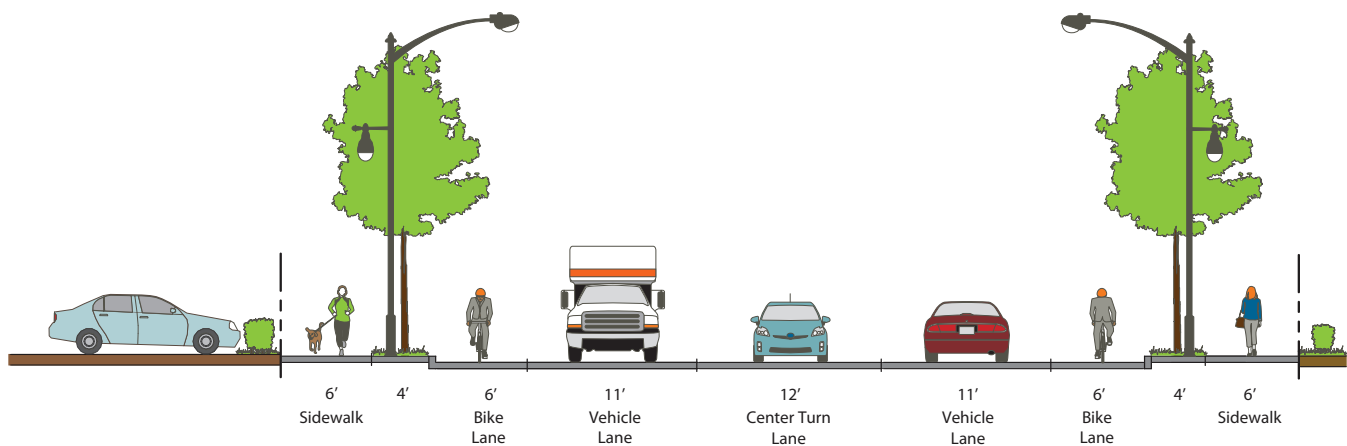 6’ 4’ 6’ 11’ 12’ 11’ 6’ 4’ 6’
Sidewalk Bike Vehicle Center Turn Vehicle Bike Sidewalk
Lane Lane Lane Lane Lane